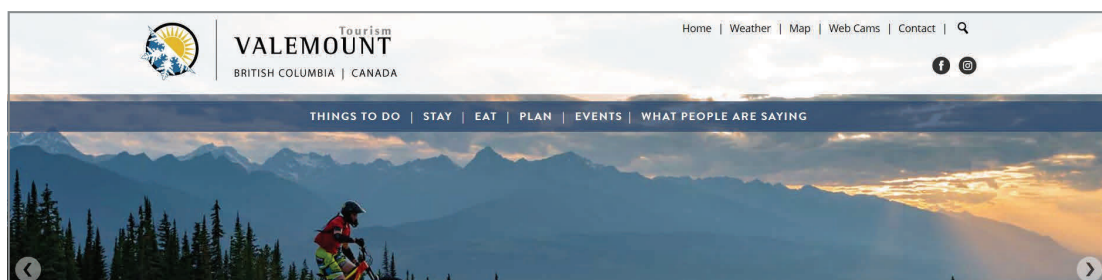 Tourism
VALEMOUNT
BRITISH COLUMBIA | CANADA
Home | Weather | Map | Web Cams | Contact |
THINGS TO DO | STAY | EAT | PLAN | EVENTS | WHAT PEOPLE ARE SAYING